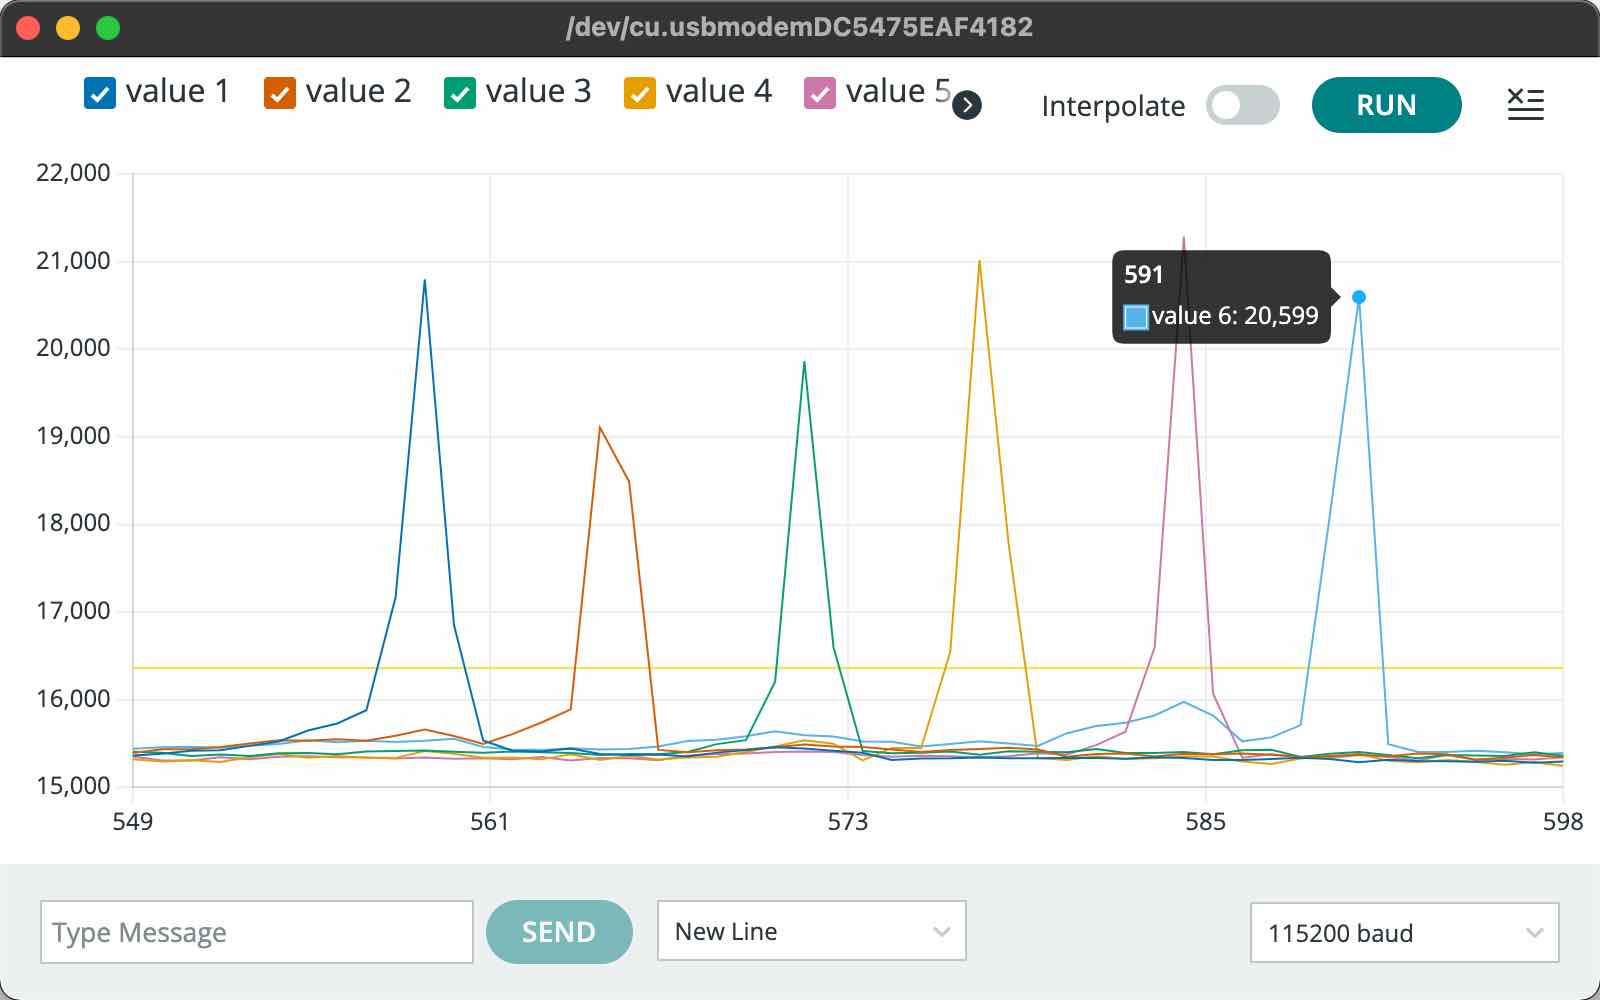 /dev/cu.usbmodemDC5475EAF4182
value 1 value 2 value 3 value 4 value 5 Interpolate RUN
22,000
21,000
20,000
19,000
18,000
17,000
16,000
15,000
591
value 6: 20,599
549 561 573 585 598
Type Message SEND New Line 115200 baud